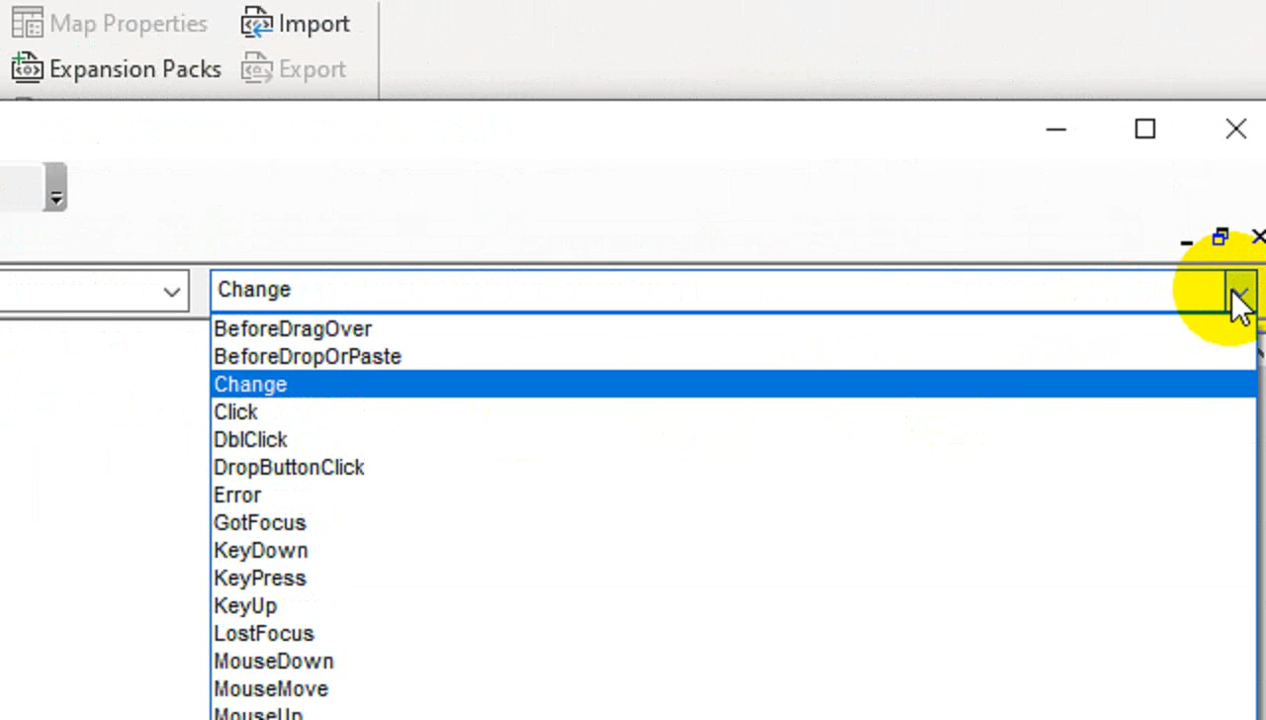 Map Properties
Import
Expansion Packs
Export
Change
BeforeDragOver
BeforeDropOrPaste
Change
Click
DblClick
DropButtonClick
Error
GotFocus
KeyDown
KeyPress
KeyUp
LostFocus
MouseDown
MouseMove
MouseUp